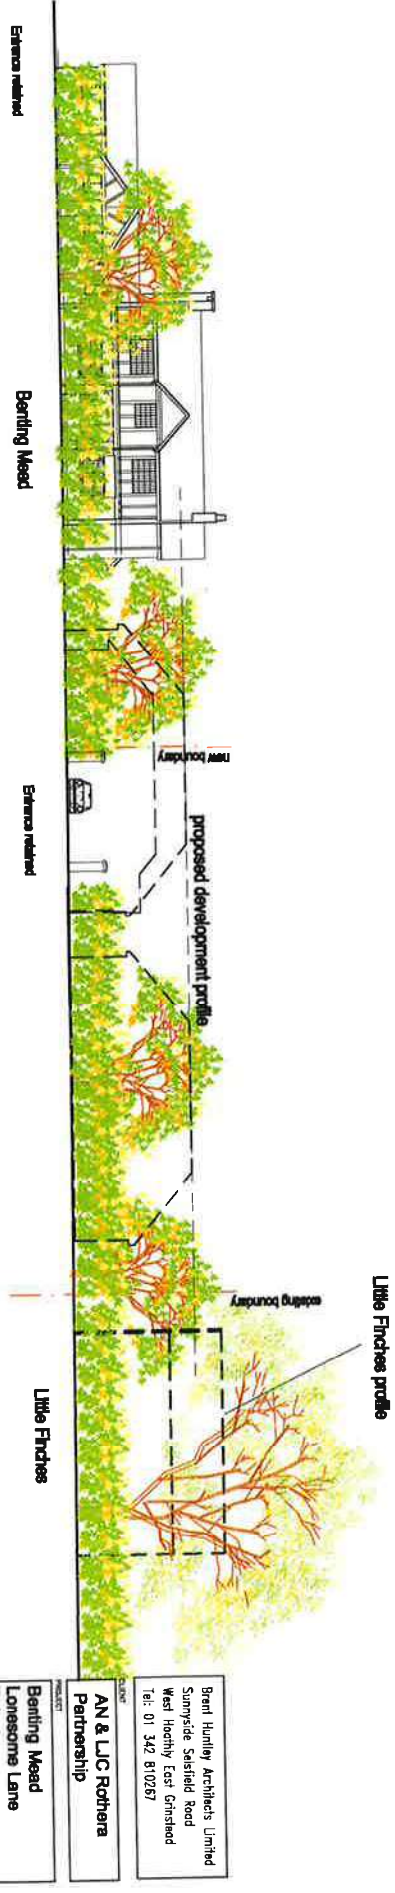 Entrance retained
Benting Mead
new boundary
Entrance retained
proposed development profile
existing boundary
Little Finches profile
Little Finches
Brent Huntley Architects Limited
Sunnyside Selsfield Road
West Hoathly East Grinstead
Tel: 01 342 810267
CLIENT
AN & LJC Rothera
Partnership
PROJECT
Benting Mead
Lonesome Lane